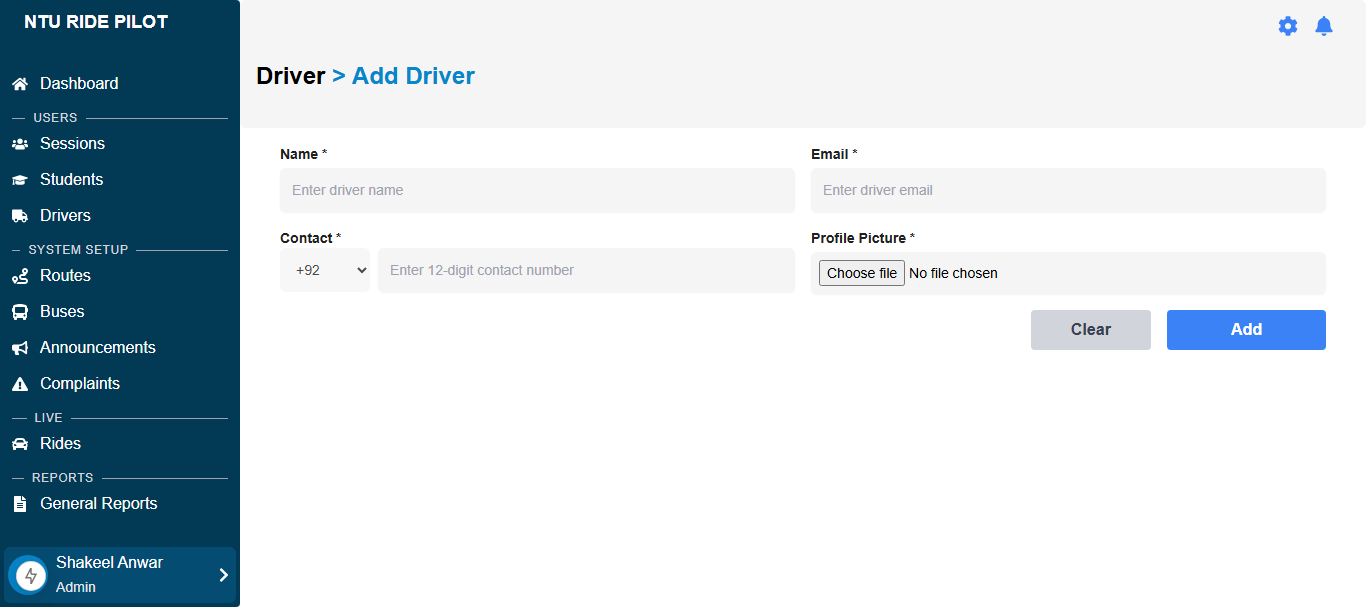 NTU RIDE PILOT
Dashboard
USERS
Sessions
Students
Drivers
SYSTEM SETUP
Routes
Buses
Announcements
Complaints
LIVE
Rides
REPORTS
General Reports
Shakeel Anwar
Admin
Driver > Add Driver
Name *
Enter driver name
Email *
Enter driver email
Contact *
+92
Enter 12-digit contact number
Profile Picture *
Choose file No file chosen
Clear
Add